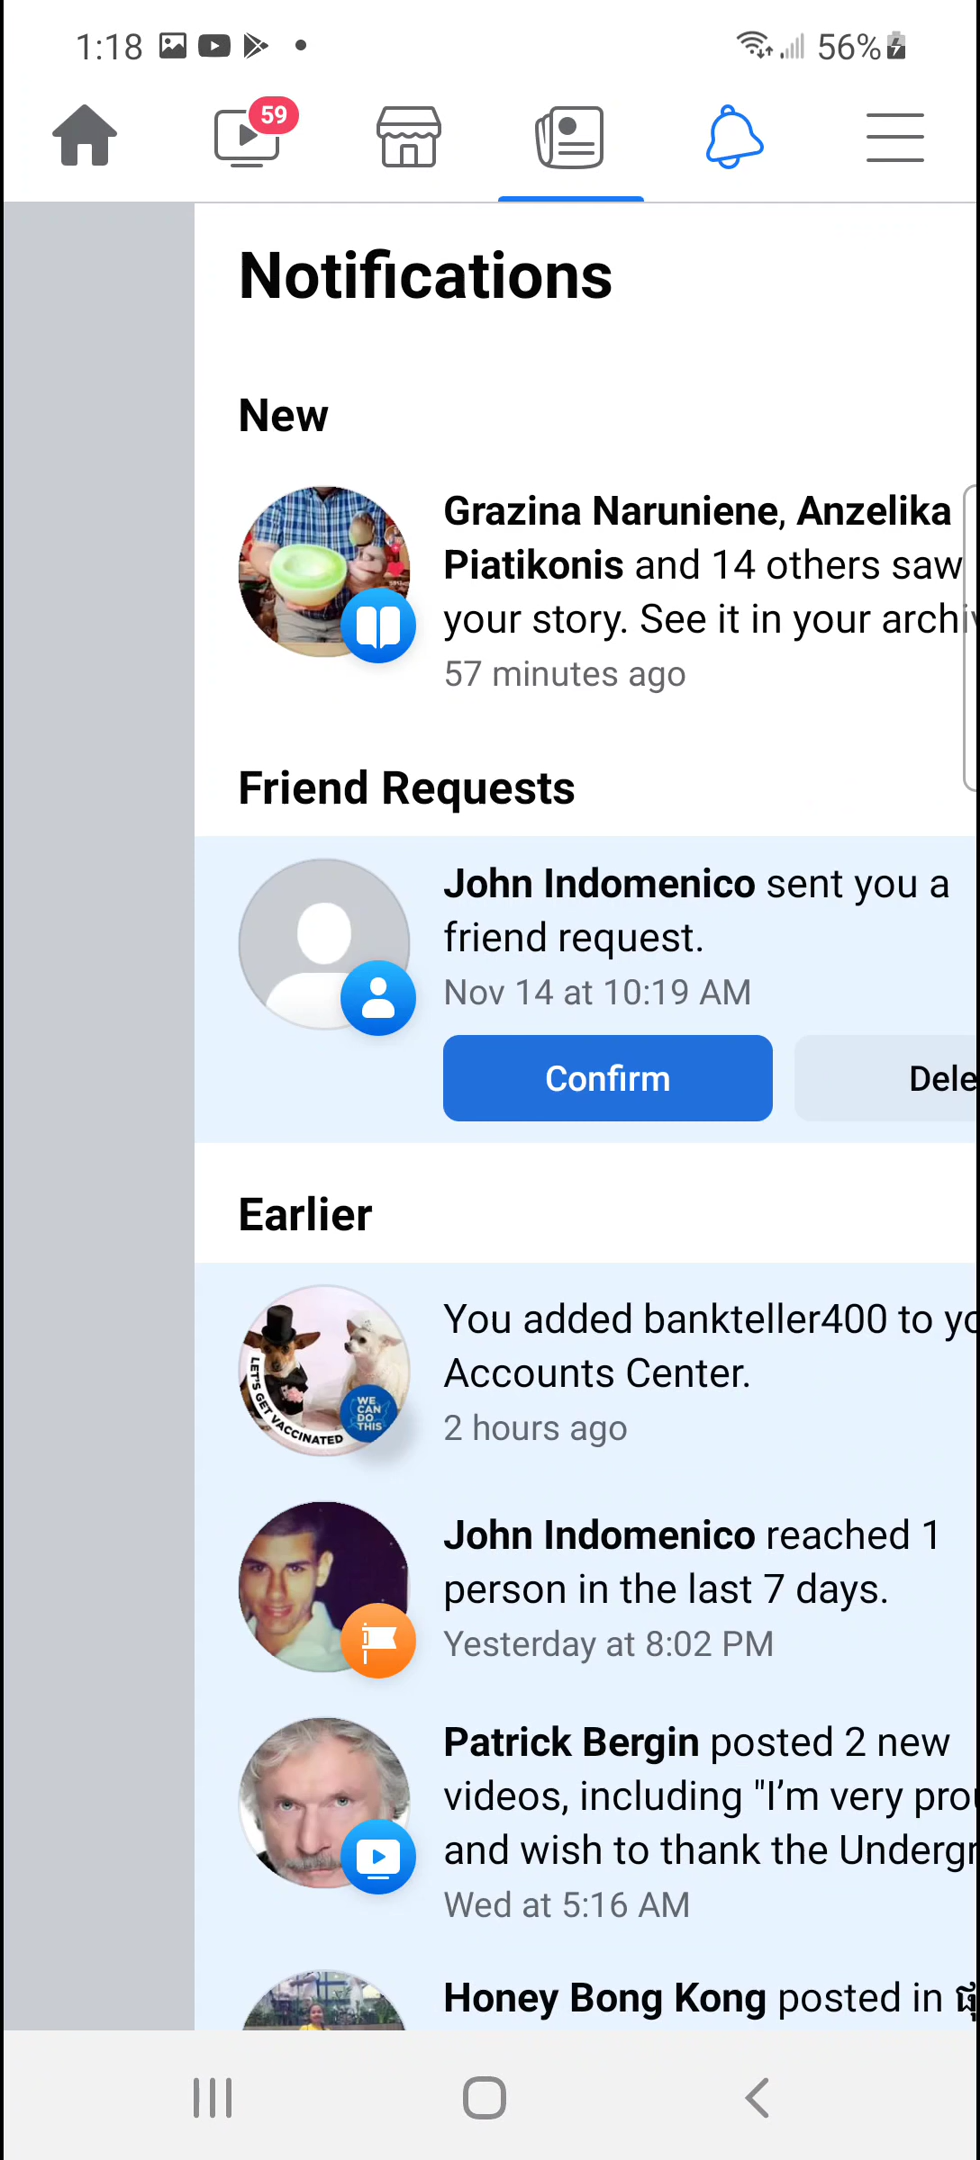 1:18 56%
59
Notifications
New
Grazina Naruniene, Anzelika
Piatikonis and 14 others saw
your story. See it in your archiv
57 minutes ago
Friend Requests
John Indomenico sent you a
friend request.
Nov 14 at 10:19 AM
Confirm Dele
Earlier
You added bankteller400 to yo
Accounts Center.
2 hours ago
LET'S GET VACCINATED
WE
CAN
DO
THIS
John Indomenico reached 1
person in the last 7 days.
Yesterday at 8:02 PM
Patrick Bergin posted 2 new
videos, including "I’m very prou
and wish to thank the Undergr
Wed at 5:16 AM
Honey Bong Kong posted in